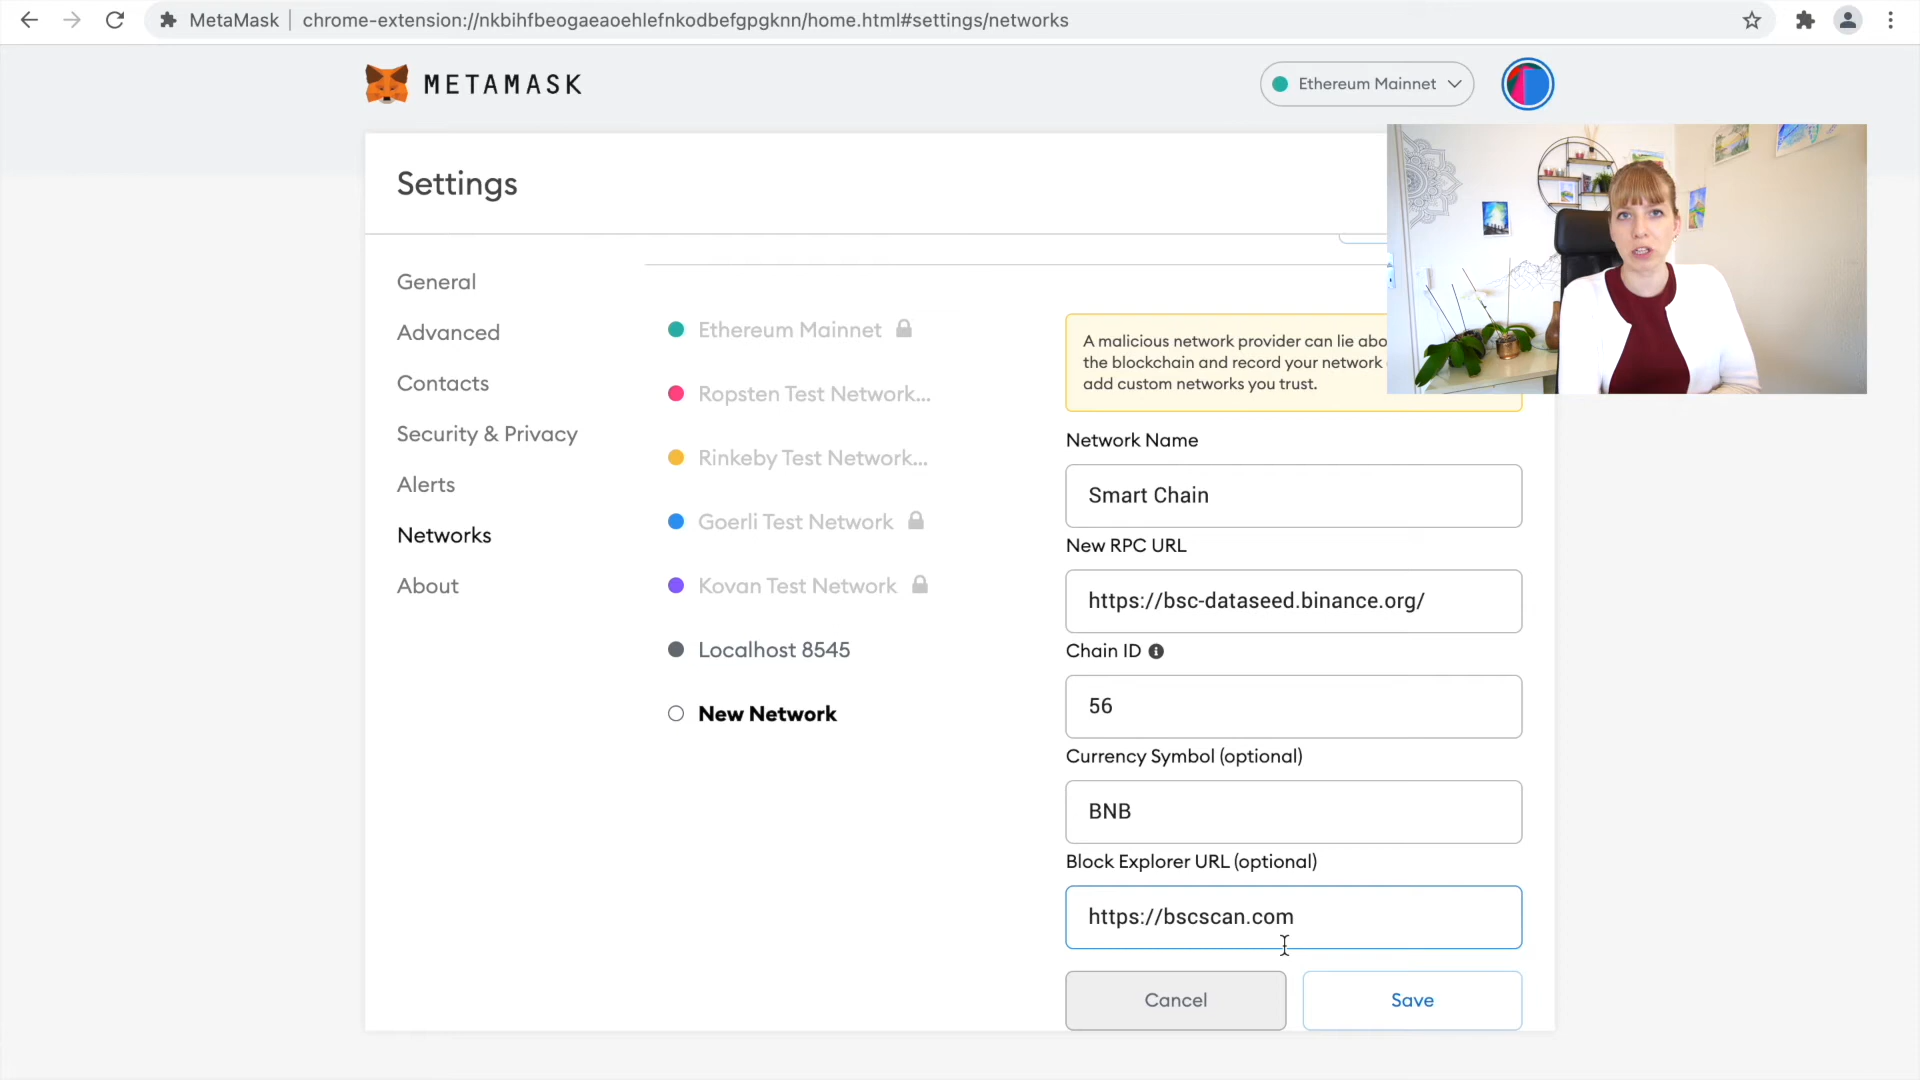 MetaMask | chrome-extension://nkbihfbeogaeaoehlefnkodbefgpgknn/home.html#settings/networks
METAMASK
Ethereum Mainnet
Settings
General
Advanced
Contacts
Security & Privacy
Alerts
Networks
About
Ethereum Mainnet
Ropsten Test Network...
Rinkeby Test Network...
Goerli Test Network
Kovan Test Network
Localhost 8545
New Network
A malicious network provider can lie abo
the blockchain and record your network
add custom networks you trust.
Network Name
Smart Chain
New RPC URL
https://bsc-dataseed.binance.org/
Chain ID
56
Currency Symbol (optional)
BNB
Block Explorer URL (optional)
https://bscscan.com
Cancel
Save